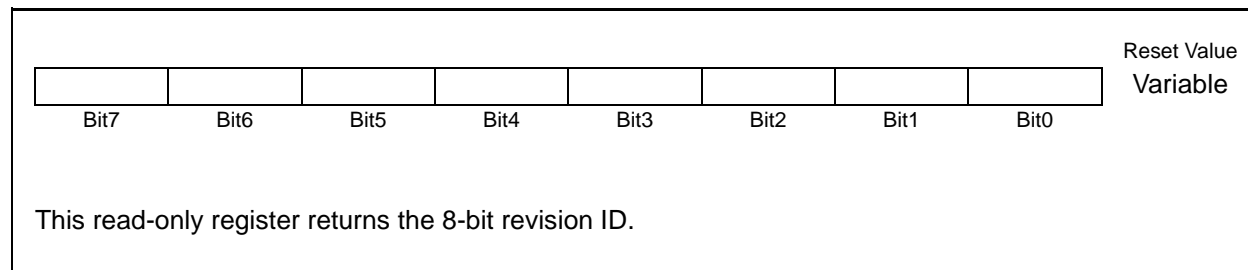 Reset Value
Variable
Bit7 Bit6 Bit5 Bit4 Bit3 Bit2 Bit1 Bit0
This read-only register returns the 8-bit revision ID.